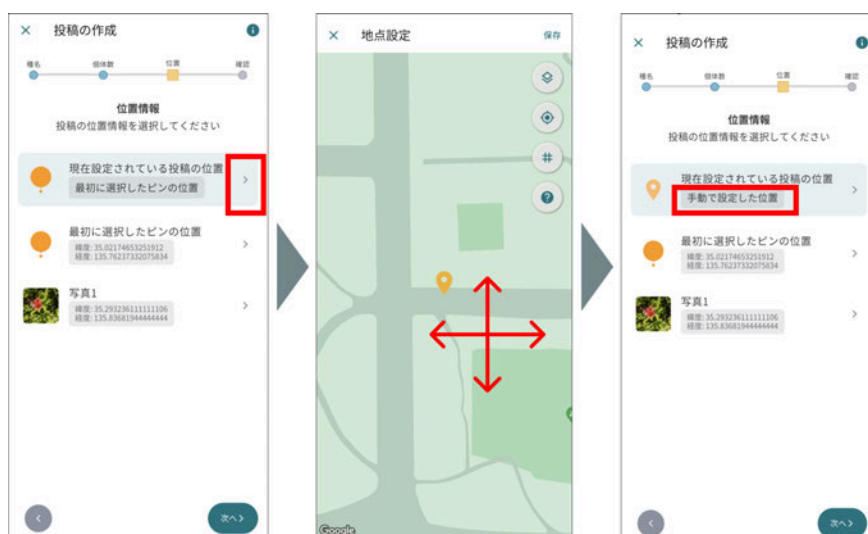 投稿の作成
種名 個体数 位置 確認
位置情報
投稿の位置情報を選択してください
現在設定されている投稿の位置
最初に選択したピンの位置
最初に選択したピンの位置
緯度: 35.02174653251912
経度: 135.76237332075834
写真1
緯度: 35.293236111111106
経度: 135.83681944444444
次へ
地点設定
保存
Google
投稿の作成
種名 個体数 位置 確認
位置情報
投稿の位置情報を選択してください
現在設定されている投稿の位置
手動で設定した位置
最初に選択したピンの位置
緯度: 35.02174653251912
経度: 135.76237332075834
写真1
緯度: 35.293236111111106
経度: 135.83681944444444
次へ